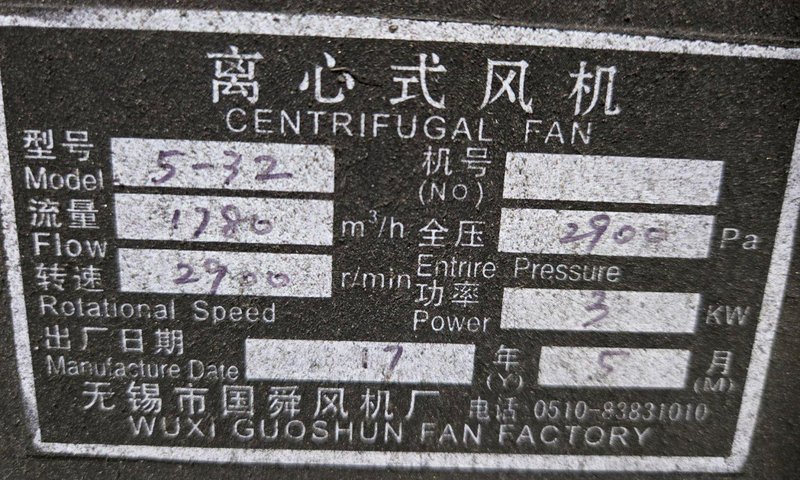 离心式风机
CENTRIFUGAL FAN
型号 5-32 机号
Model (NO)
流量 1780 m³/h 全压 2900 Pa
Flow Entrire Pressure
转速 2900 r/min 功率 3 KW
Rotational Speed Power
出厂日期 17 年 5 月
Manufacture Date (Y) (M)
无锡市国舜风机厂 电话 0510-83831010
WUXI GUOSHUN FAN FACTORY